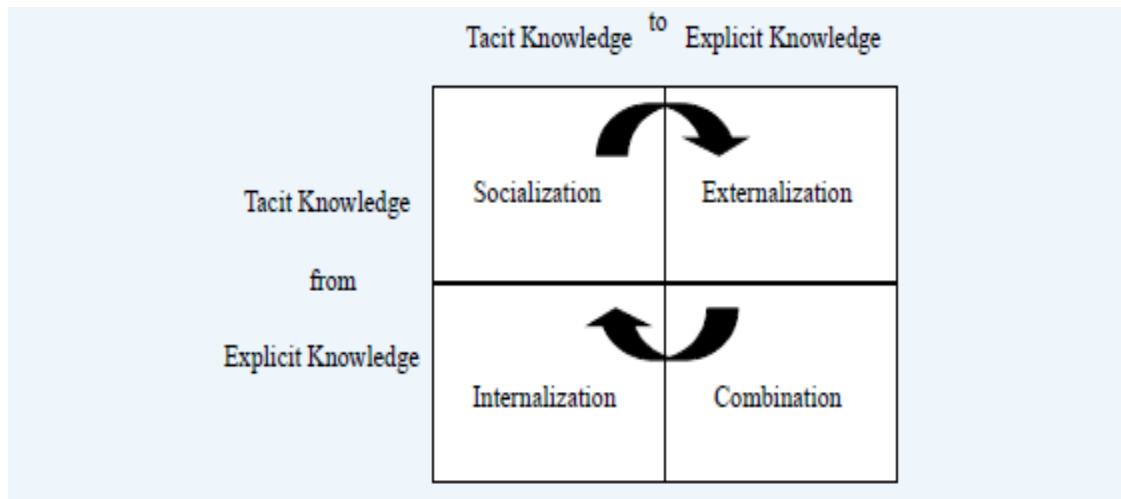 to
Tacit Knowledge Explicit Knowledge
Socialization Externalization
Tacit Knowledge
from
Explicit Knowledge
Internalization Combination